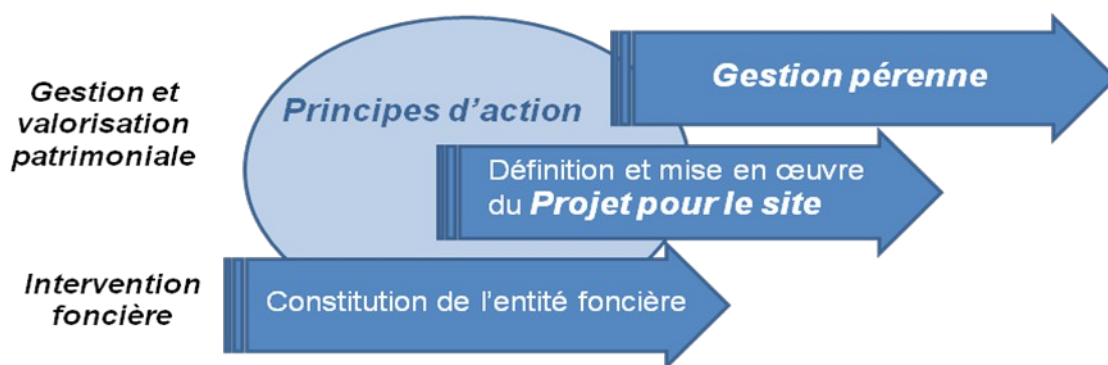 Gestion et
valorisation
patrimoniale
Principes d’action
Gestion pérenne
Définition et mise en œuvre
du Projet pour le site
Intervention
foncière
Constitution de l’entité foncière